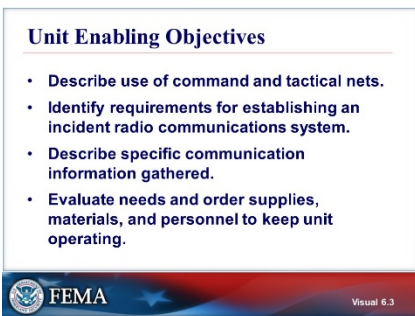 Unit Enabling Objectives
• Describe use of command and tactical nets.
• Identify requirements for establishing an
incident radio communications system.
• Describe specific communication
information gathered.
• Evaluate needs and order supplies,
materials, and personnel to keep unit
operating.
FEMA
Visual 6.3